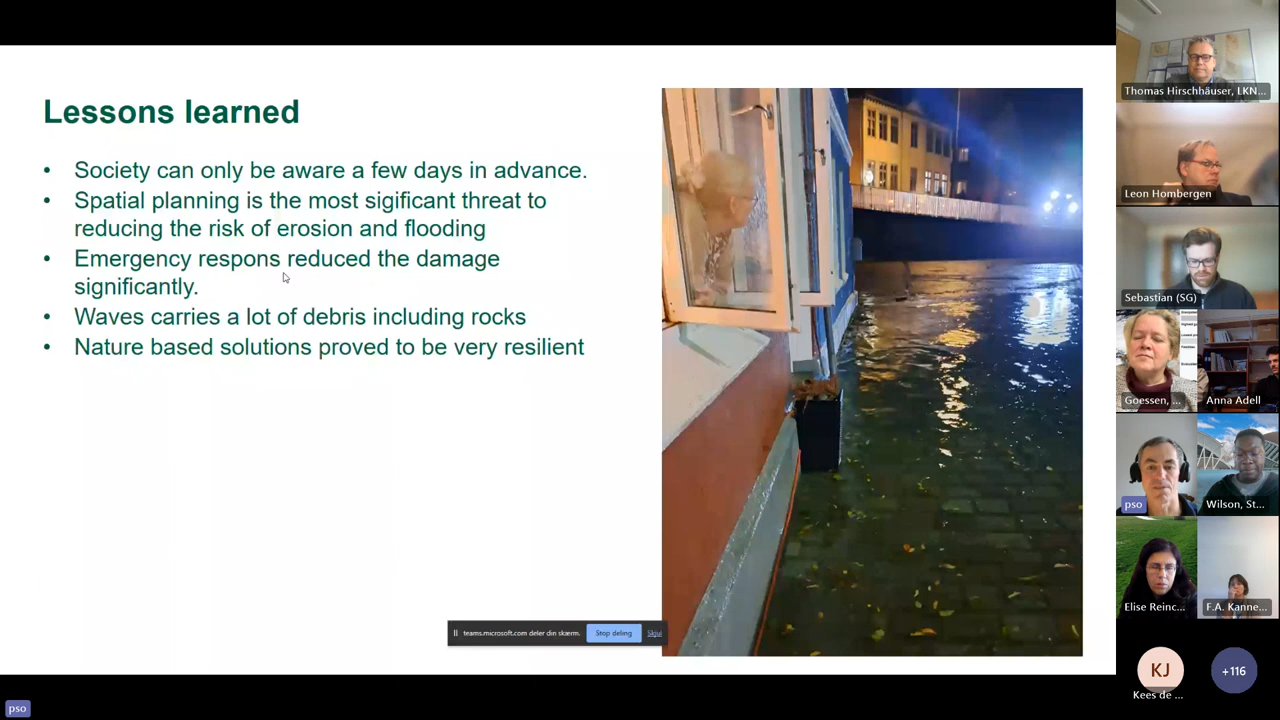 Lessons learned
• Society can only be aware a few days in advance.
• Spatial planning is the most sigificant threat to
reducing the risk of erosion and flooding
• Emergency respons reduced the damage
significantly.
• Waves carries a lot of debris including rocks
• Nature based solutions proved to be very resilient
teams.microsoft.com deler din skærm. Stop deling Skjul
pso
Thomas Hirschhäuser, LKN...
Leon Hombergen
Sebastian (SG)
Goessen, ...
Anna Adell
pso
Wilson, St...
Elise Reinc...
F.A. Kanne...
KJ
Kees de ...
+116